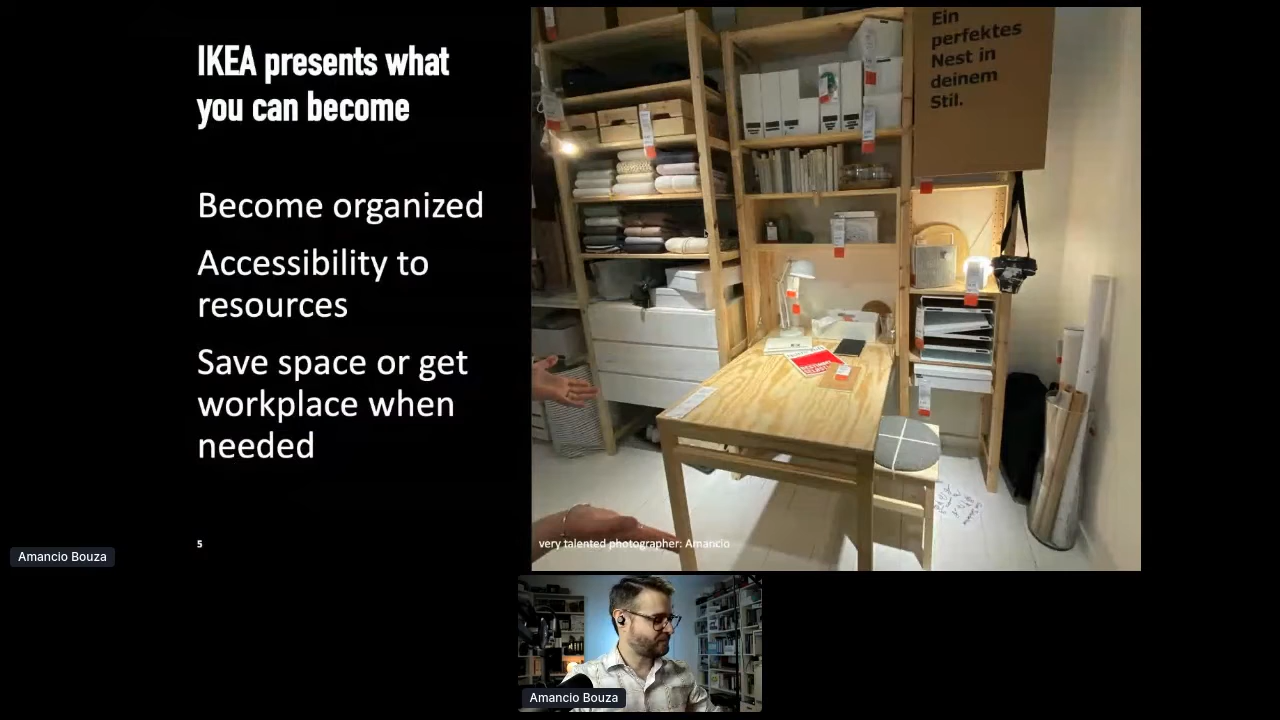 IKEA presents what
you can become
Become organized
Accessibility to
resources
Save space or get
workplace when
needed
5
Ein
perfektes
Nest in
deinem
Stil.
very talented photographer: Amancio
Amancio Bouza
Amancio Bouza